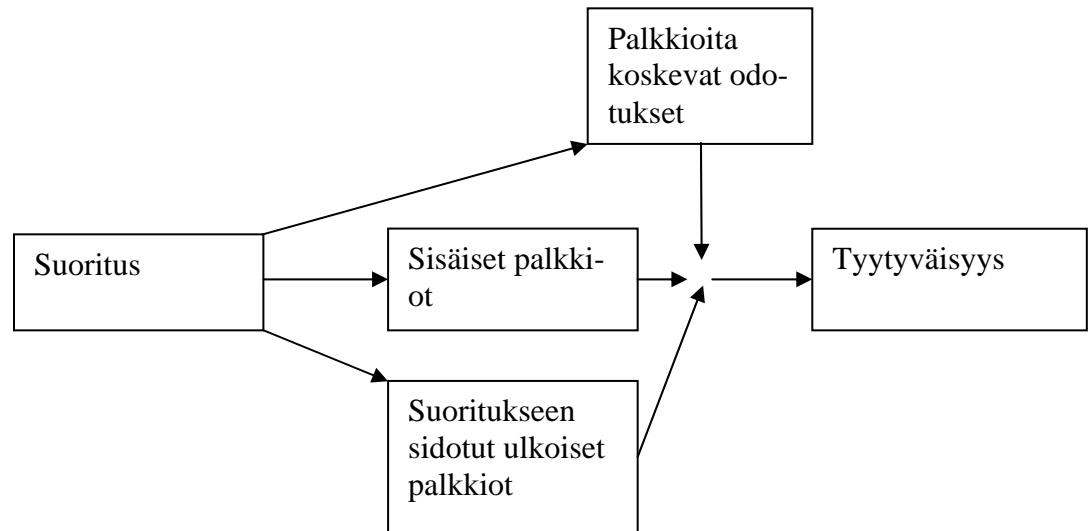 Palkkioita
koskevat odo-
tukset
Suoritus
Sisäiset palkki-
ot
Tyytyväisyys
Suoritukseen
sidotut ulkoiset
palkkiot